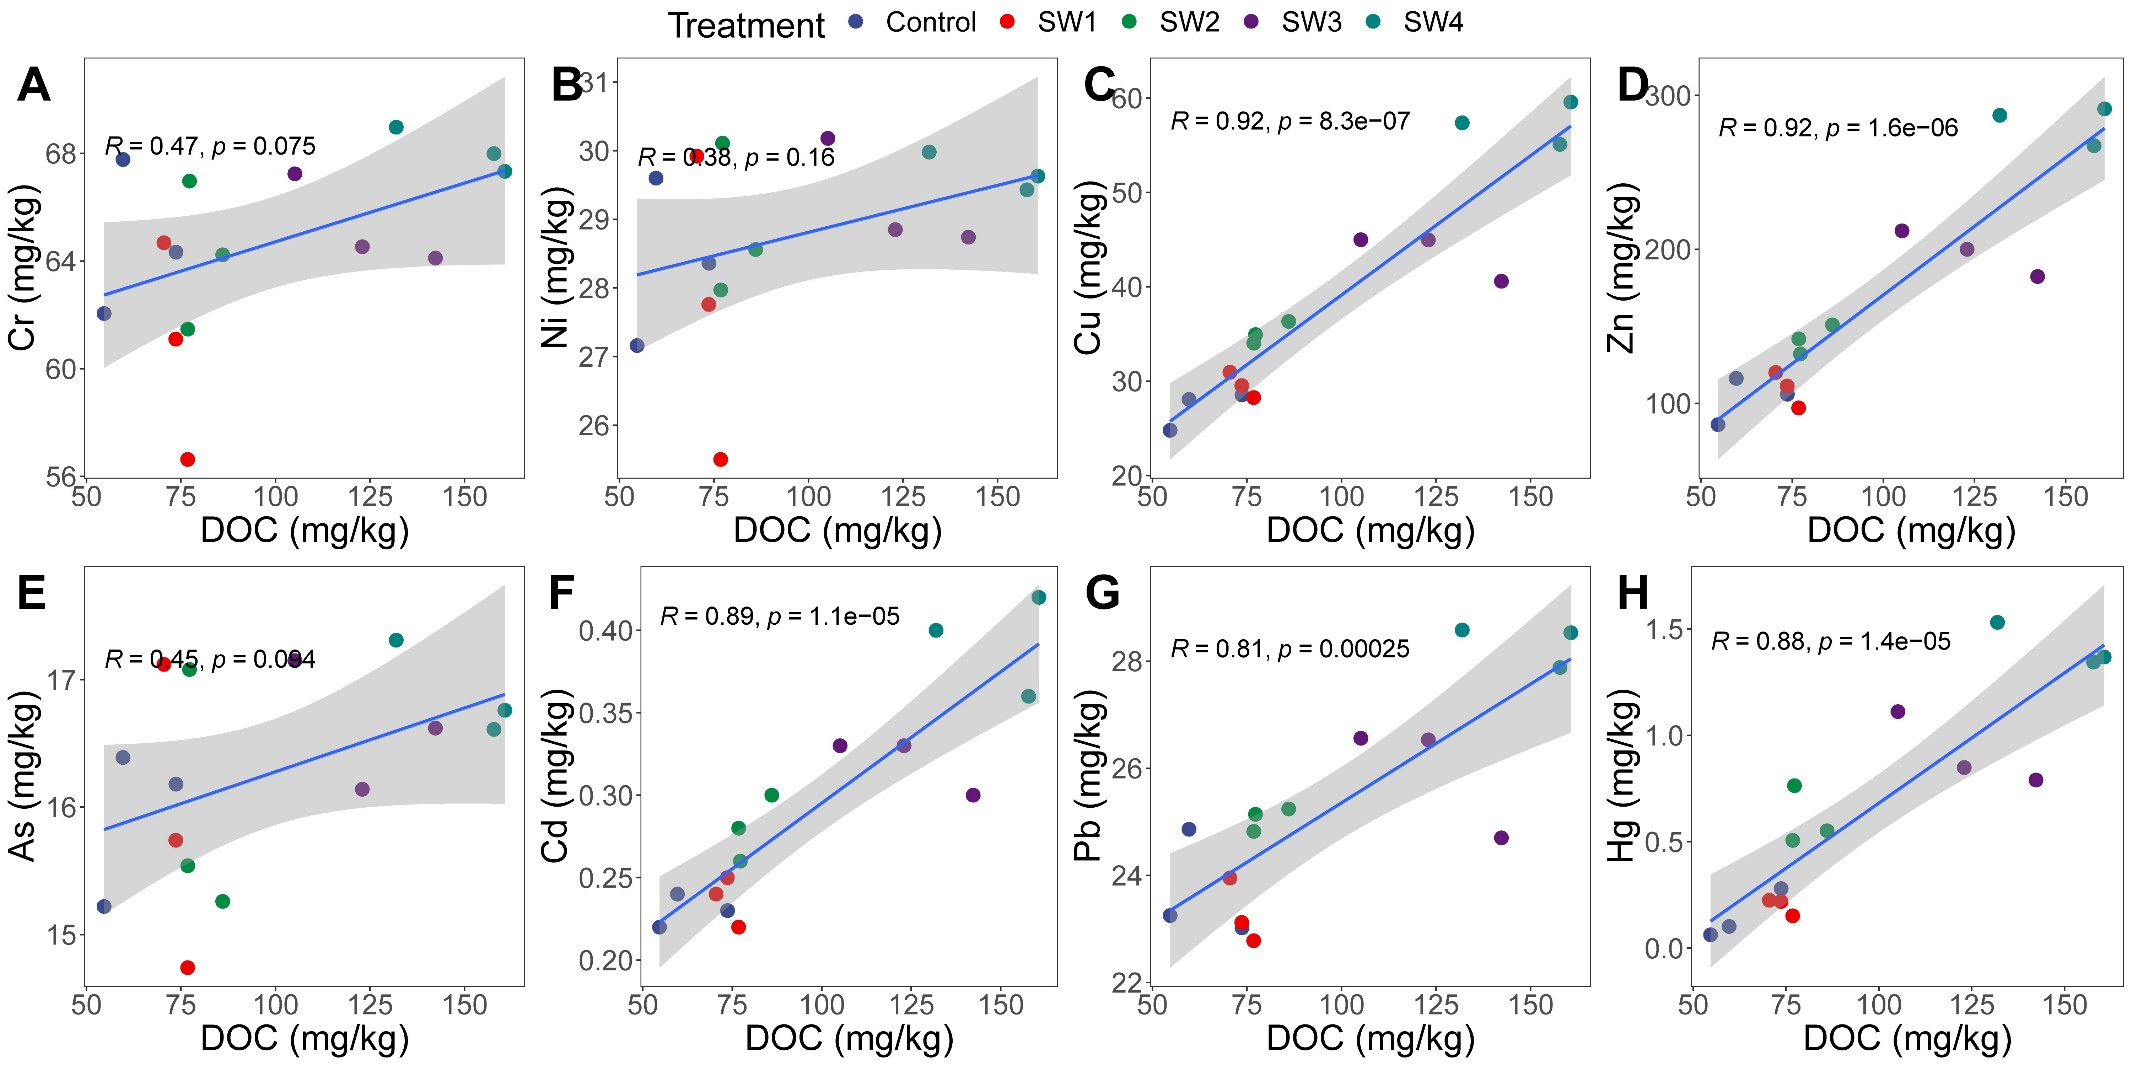 Treatment Control SW1 SW2 SW3 SW4
A
R = 0.47, p = 0.075
Cr (mg/kg)
68
64
60
56
50 75 100 125 150
DOC (mg/kg)
B
R = 0.38, p = 0.16
Ni (mg/kg)
31
30
29
28
27
26
50 75 100 125 150
DOC (mg/kg)
C
R = 0.92, p = 8.3e−07
Cu (mg/kg)
60
50
40
30
20
50 75 100 125 150
DOC (mg/kg)
D
R = 0.92, p = 1.6e−06
Zn (mg/kg)
300
200
100
50 75 100 125 150
DOC (mg/kg)
E
R = 0.45, p = 0.094
As (mg/kg)
17
16
15
50 75 100 125 150
DOC (mg/kg)
F
R = 0.89, p = 1.1e−05
Cd (mg/kg)
0.40
0.35
0.30
0.25
0.20
50 75 100 125 150
DOC (mg/kg)
G
R = 0.81, p = 0.00025
Pb (mg/kg)
28
26
24
22
50 75 100 125 150
DOC (mg/kg)
H
R = 0.88, p = 1.4e−05
Hg (mg/kg)
1.5
1.0
0.5
0.0
50 75 100 125 150
DOC (mg/kg)